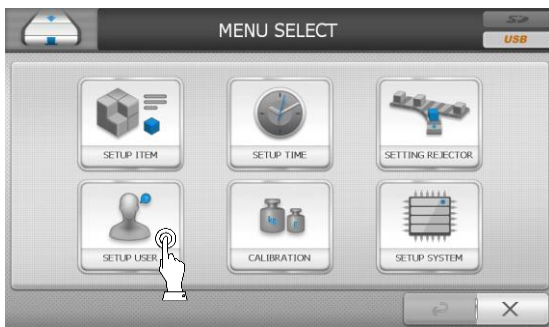 MENU SELECT
USB
SETUP ITEM
SETUP TIME
SETTING REJECTOR
SETUP USER
CALIBRATION
SETUP SYSTEM